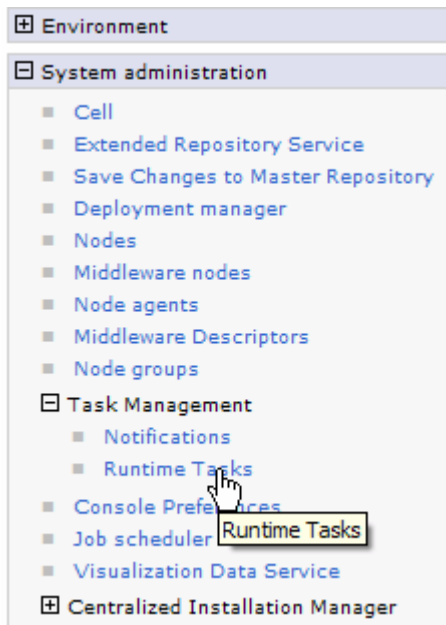 Environment
System administration
Cell
Extended Repository Service
Save Changes to Master Repository
Deployment manager
Nodes
Middleware nodes
Node agents
Middleware Descriptors
Node groups
Task Management
Notifications
Runtime Tasks
Console Preferences
Runtime Tasks
Job scheduler
Visualization Data Service
Centralized Installation Manager